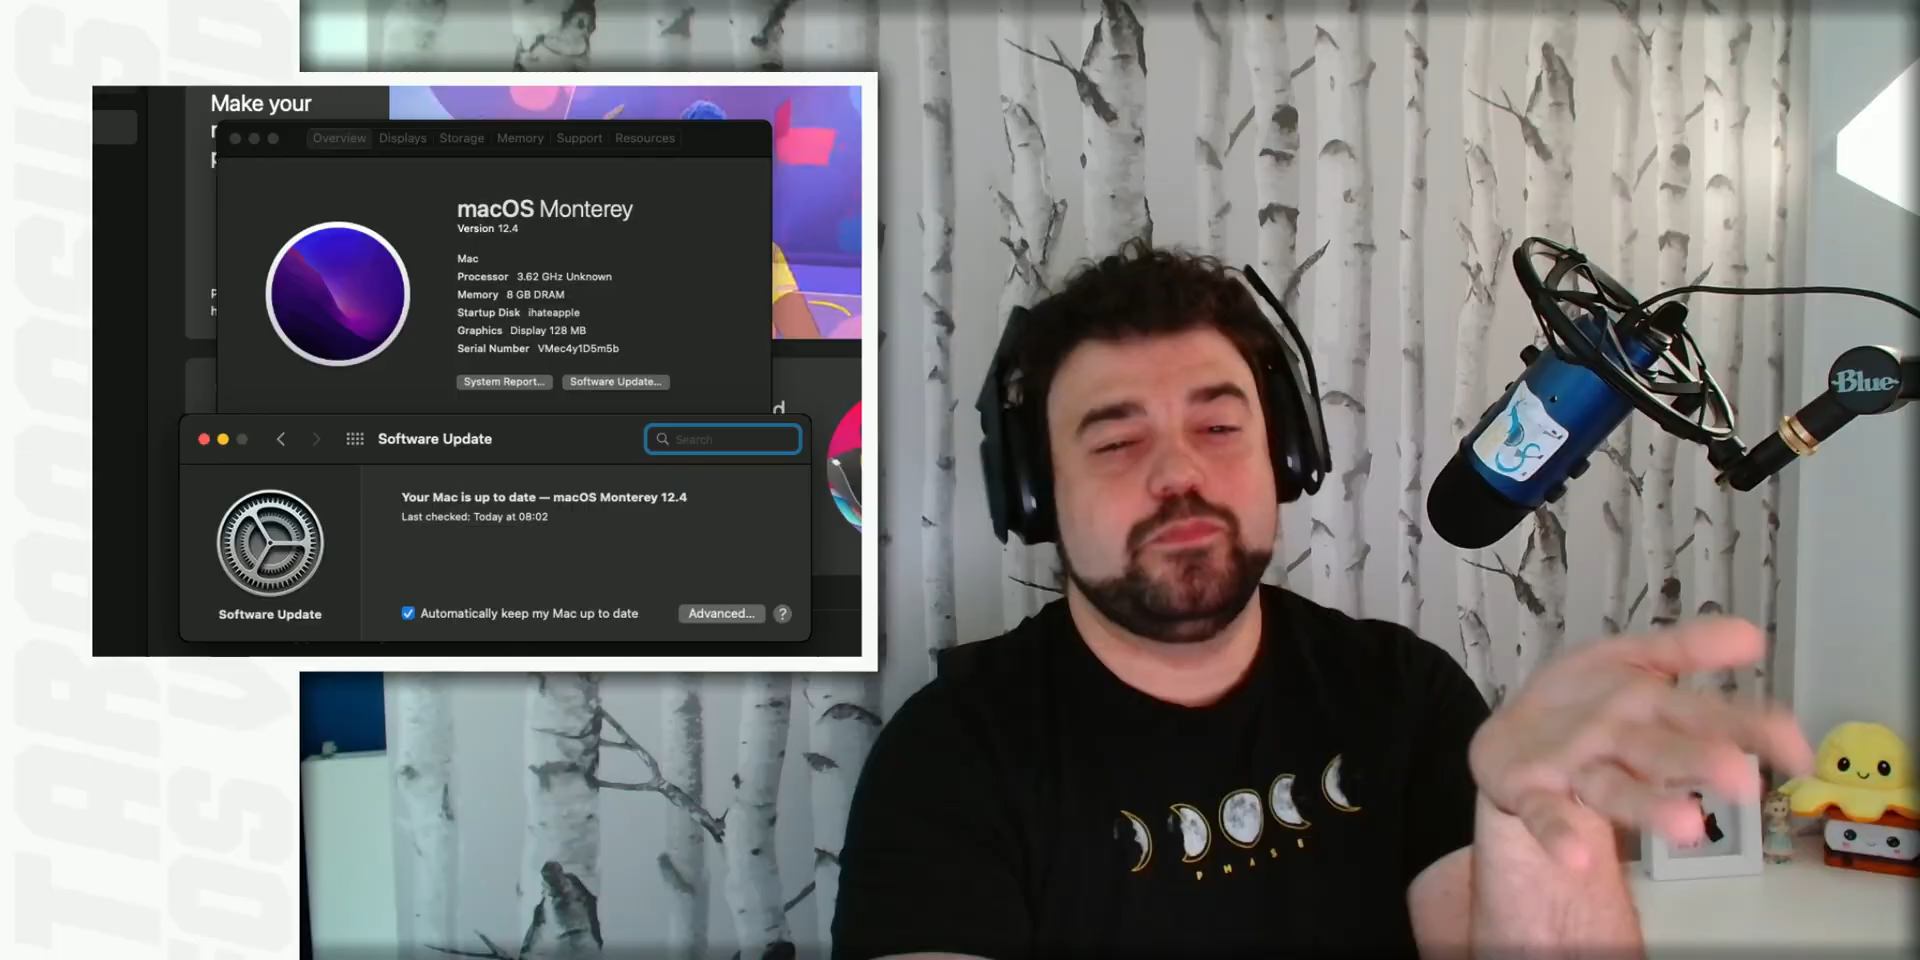 Make your
Overview Displays Storage Memory Support Resources
macOS Monterey
Version 12.4
Mac
Processor 3.62 GHz Unknown
Memory 8 GB DRAM
Startup Disk ihateapple
Graphics Display 128 MB
Serial Number VMec4y1D5m5b
System Report... Software Update...
Software Update
Search
Your Mac is up to date — macOS Monterey 12.4
Last checked: Today at 08:02
Software Update
Automatically keep my Mac up to date
Advanced... ?
Blue
PHASE